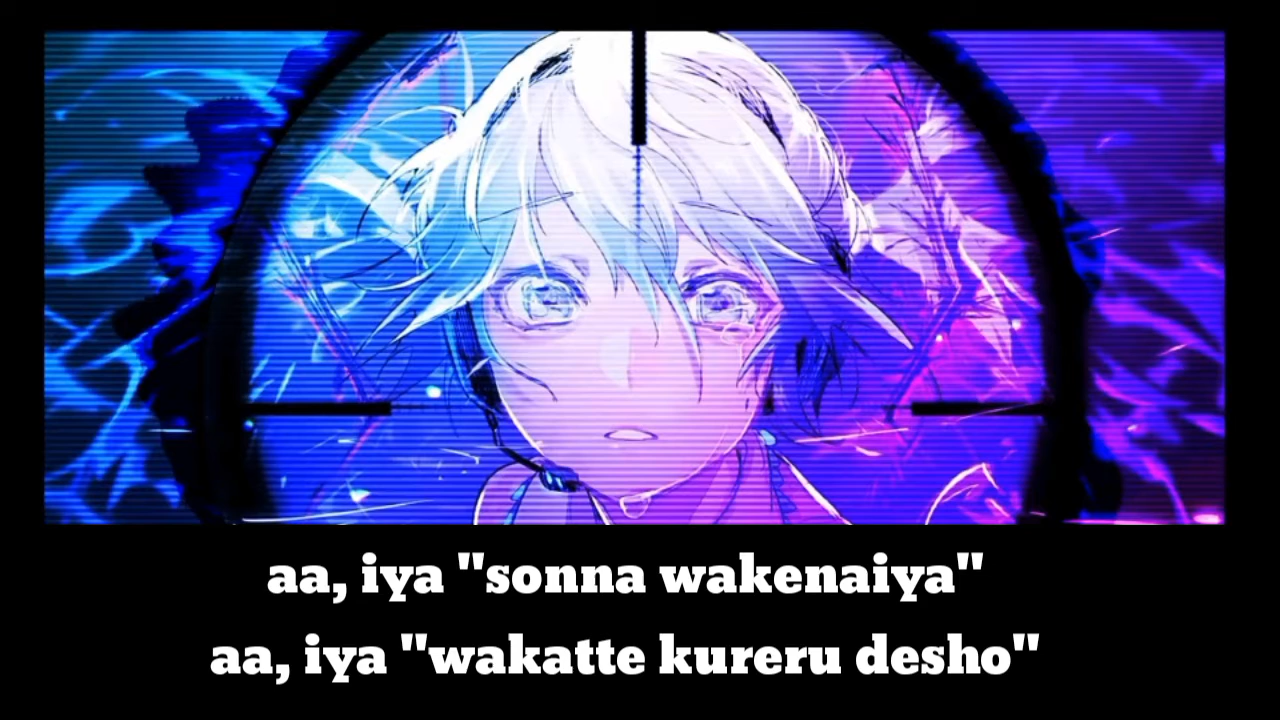 aa, iya "sonna wakenaiya"
aa, iya "wakatte kureru desho"